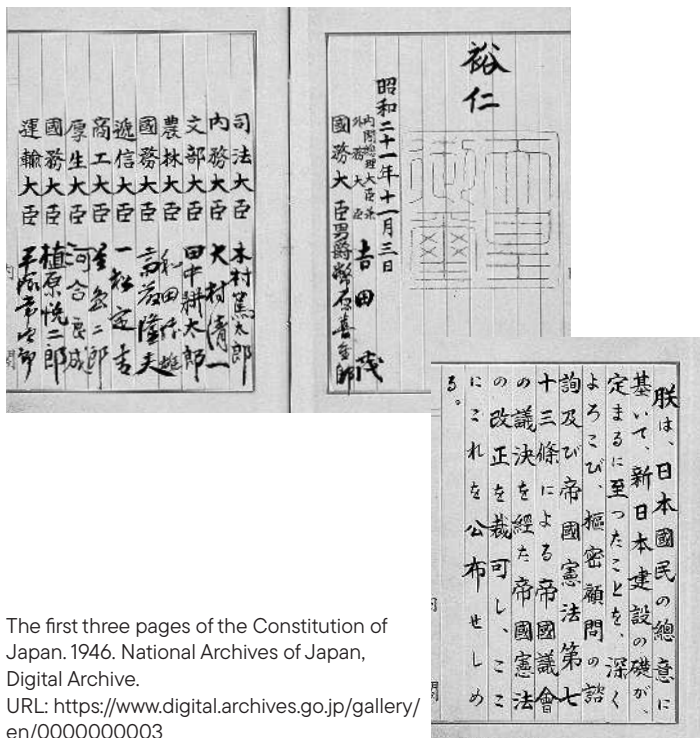 裕仁
天皇御璽
昭和二十一年十一月三日
内閣總理大臣兼
外務大臣 吉田茂
國務大臣男爵幣原喜重郎
司法大臣 木村篤太郎
内務大臣 大村清一
文部大臣 田中耕太郎
農林大臣 和田博雄
國務大臣 斎藤隆夫
遞信大臣 一松定吉
商工大臣 星島二郎
厚生大臣 河合良成
國務大臣 植原悦二郎
運輸大臣 平塚常次郎
朕は、日本國民の總意に
基いて、新日本建設の礎が、
定まるに至つたことを、深く
よろこび、樞密顧問の諮
詢及び帝國憲法第七
十三條による帝國議會
の議決を經た帝國憲法
の改正を裁可し、ここ
にこれを公布せしめ
る。
The first three pages of the Constitution of
Japan. 1946. National Archives of Japan,
Digital Archive.
URL: https://www.digital.archives.go.jp/gallery/
en/0000000003